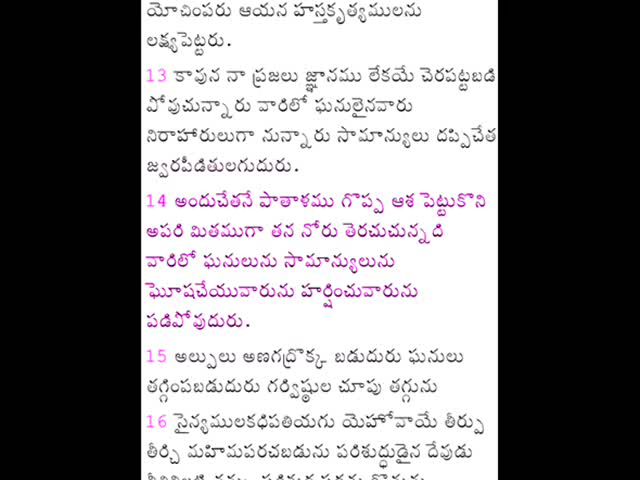 యోచింపరు ఆయన హస్తకృత్యములను
లక్ష్యపెట్టరు.
13 కావున నా ప్రజలు జ్ఞానము లేకయే చెరపట్టబడి
పోవుచున్నా రు వారిలో ఘనులైనవారు
నిరాహారులుగా నున్నా రు సామాన్యులు దప్పిచేత
జ్వరపీడితులగుదురు.
14 అందుచేతనే పాతాళము గొప్ప ఆశ పెట్టుకొని
అపరి మితముగా తన నోరు తెరచుచున్న ది
వారిలో ఘనులును సామాన్యులును
ఘోషచేయువారును హర్షించువారును
పడిపోవుదురు.
15 అల్పులు అణగద్రొక్క బడుదురు ఘనులు
తగ్గింపబడుదురు గర్విష్ఠుల చూపు తగ్గును
16 సైన్యములకధిపతియగు యెహోవాయే తీర్పు
తీర్చి మహిమపరచబడును పరిశుద్ధుడైన దేవుడు